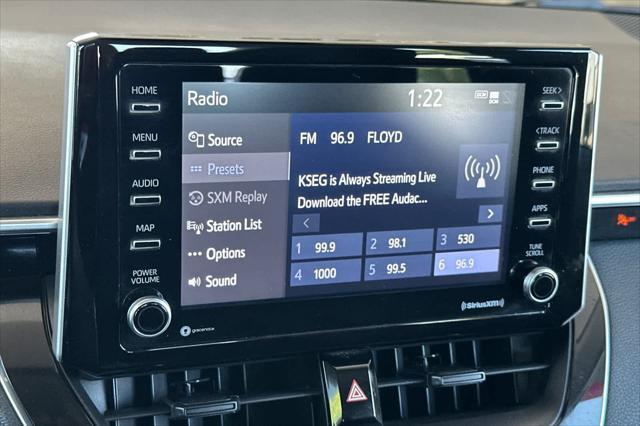 HOME
MENU
AUDIO
MAP
POWER
VOLUME
Radio
1:22
DCM
DCM
Source
Presets
SXM Replay
Station List
Options
Sound
FM 96.9 FLOYD
KSEG is Always Streaming Live
Download the FREE Audac...
1 99.9
2 98.1
3 530
4 1000
5 99.5
6 96.9
SEEK>
<TRACK
PHONE
APPS
TUNE
SCROLL
gracenote
SiriusXM